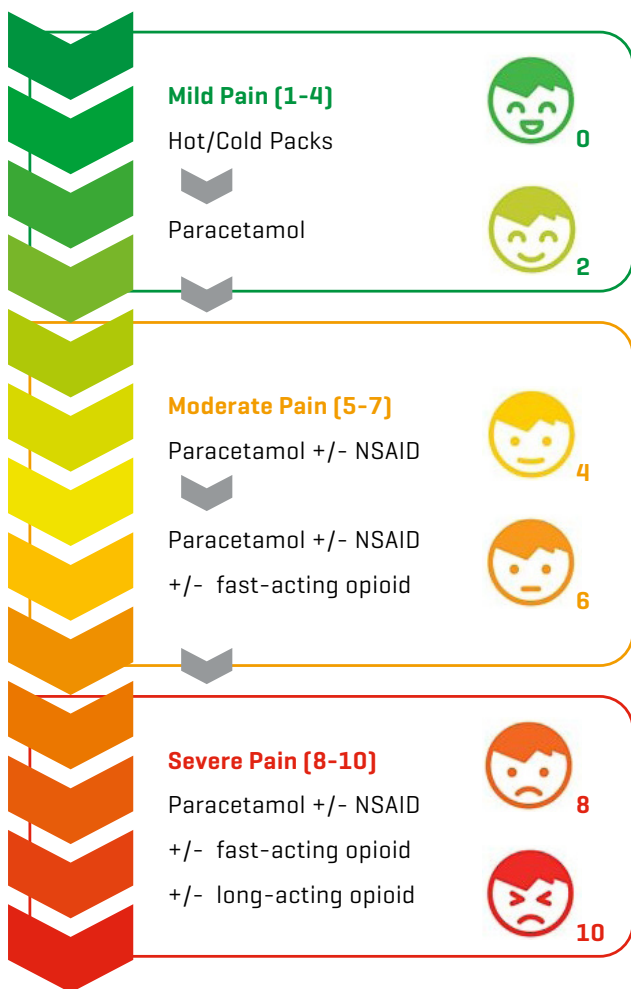 Mild Pain (1-4)
Hot/Cold Packs
0
Paracetamol
2
Moderate Pain (5-7)
Paracetamol +/- NSAID
4
Paracetamol +/- NSAID
+/- fast-acting opioid
6
Severe Pain (8-10)
Paracetamol +/- NSAID
8
+/- fast-acting opioid
+/- long-acting opioid
10